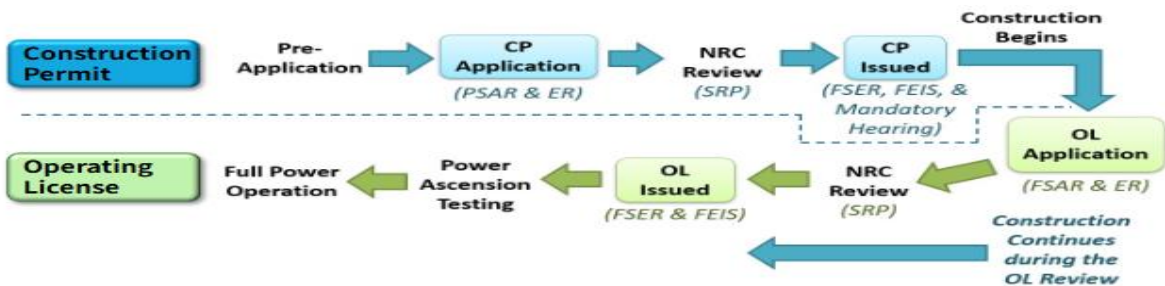 Construction
Permit
Pre-
Application
CP
Application
(PSAR & ER)
NRC
Review
(SRP)
CP
Issued
(FSER, FEIS, &
Mandatory
Hearing)
Construction
Begins
OL
Application
(FSAR & ER)
NRC
Review
(SRP)
OL
Issued
(FSER & FEIS)
Power
Ascension
Testing
Full Power
Operation
Operating
License
Construction
Continues
during the
OL Review